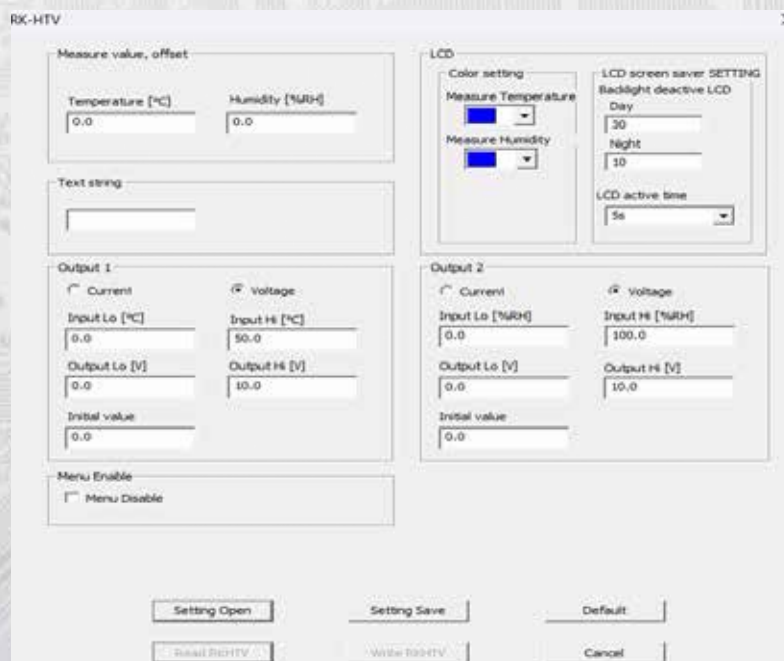 RK-HTV
Measure value, offset
Temperature [°C]
Humidity [%RH]
0.0
0.0
Text string
LCD
Color setting
Measure Temperature
Measure Humidity
LCD screen saver SETTING
Backlight deactive LCD
Day
30
Night
10
LCD active time
5s
Output 1
Current
Voltage
Input Lo [°C]
Input Hi [°C]
0.0
50.0
Output Lo [V]
Output Hi [V]
0.0
10.0
Initial value
0.0
Output 2
Current
Voltage
Input Lo [%RH]
Input Hi [%RH]
0.0
100.0
Output Lo [V]
Output Hi [V]
0.0
10.0
Initial value
0.0
Menu Enable
Menu Disable
Setting Open
Setting Save
Default
Read RKHTV
Write RKHTV
Cancel